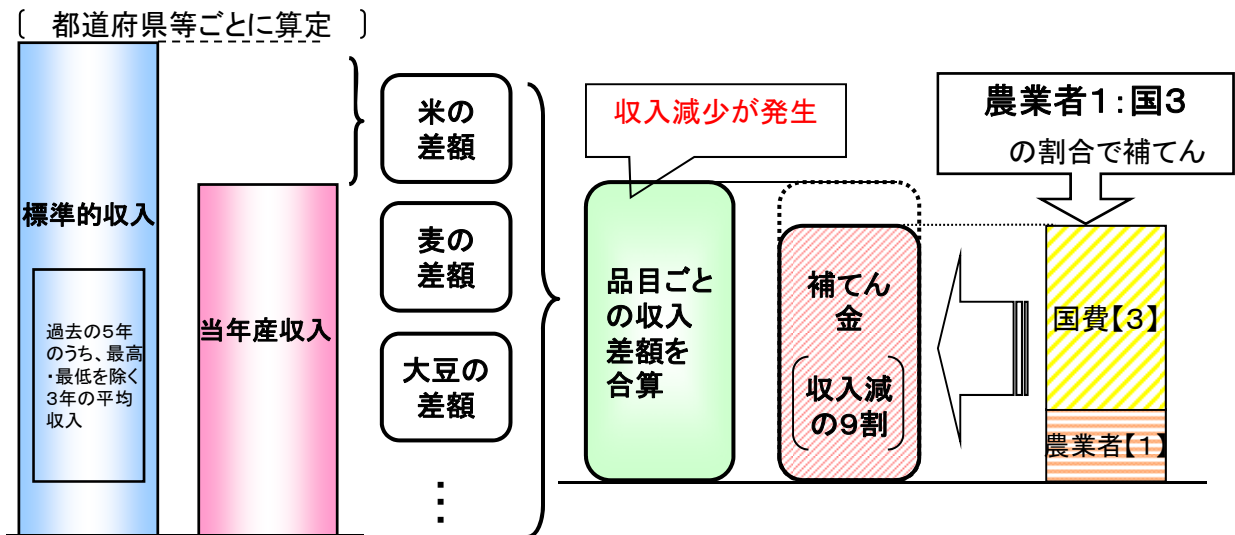 〔 都道府県等ごとに算定 〕
標準的収入
過去の5年
のうち、最高
・最低を除く
3年の平均
収入
当年産収入
米の
差額
麦の
差額
大豆の
差額
︙
収入減少が発生
品目ごと
の収入
差額を
合算
補てん
金
収入減
の9割
農業者1:国3
の割合で補てん
国費【3】
農業者【1】